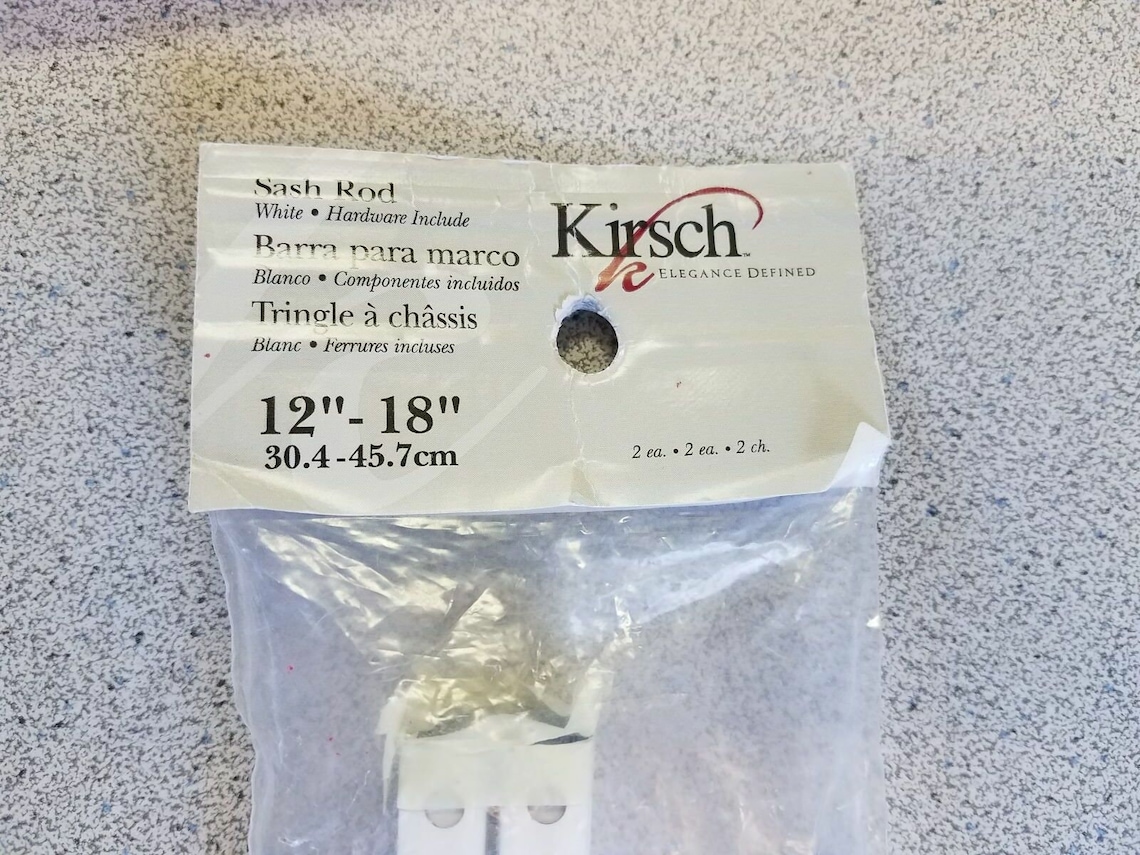 Sash Rod
White • Hardware Include
Barra para marco
Blanco • Componentes incluidos
Tringle à châssis
Blanc • Ferrures incluses
12"- 18"
30.4-45.7cm
Kirsch™
k
ELEGANCE DEFINED
2 ea. • 2 ea. • 2 ch.